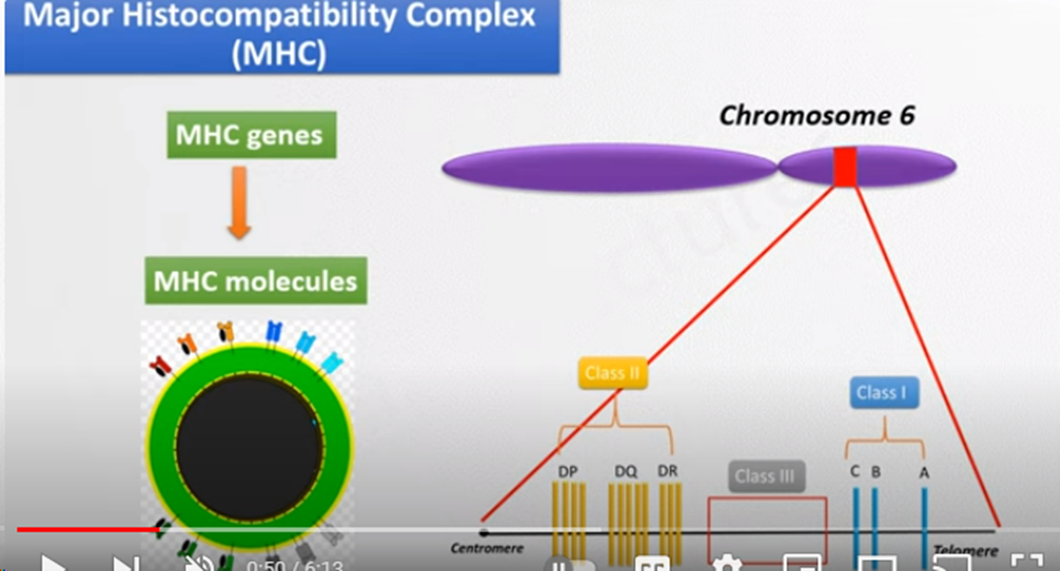 Major Histocompatibility Complex
(MHC)
Chromosome 6
MHC genes
MHC molecules
Class II
Class I
DP DQ DR
Class III
C B A
Centromere
Telomere
0:50 / 6:13
CC